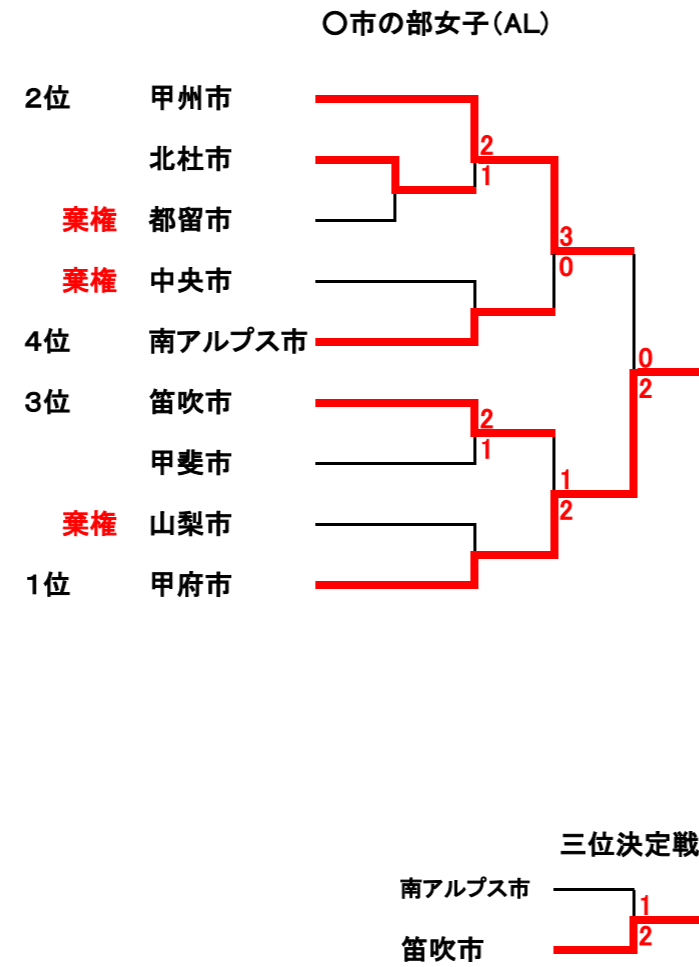 〇市の部女子(AL)
2位 甲州市
北杜市
2
1
棄権 都留市
3
0
棄権 中央市
4位 南アルプス市
0
2
3位 笛吹市
2
1
甲斐市
1
2
棄権 山梨市
1位 甲府市
三位決定戦
南アルプス市
1
2
笛吹市